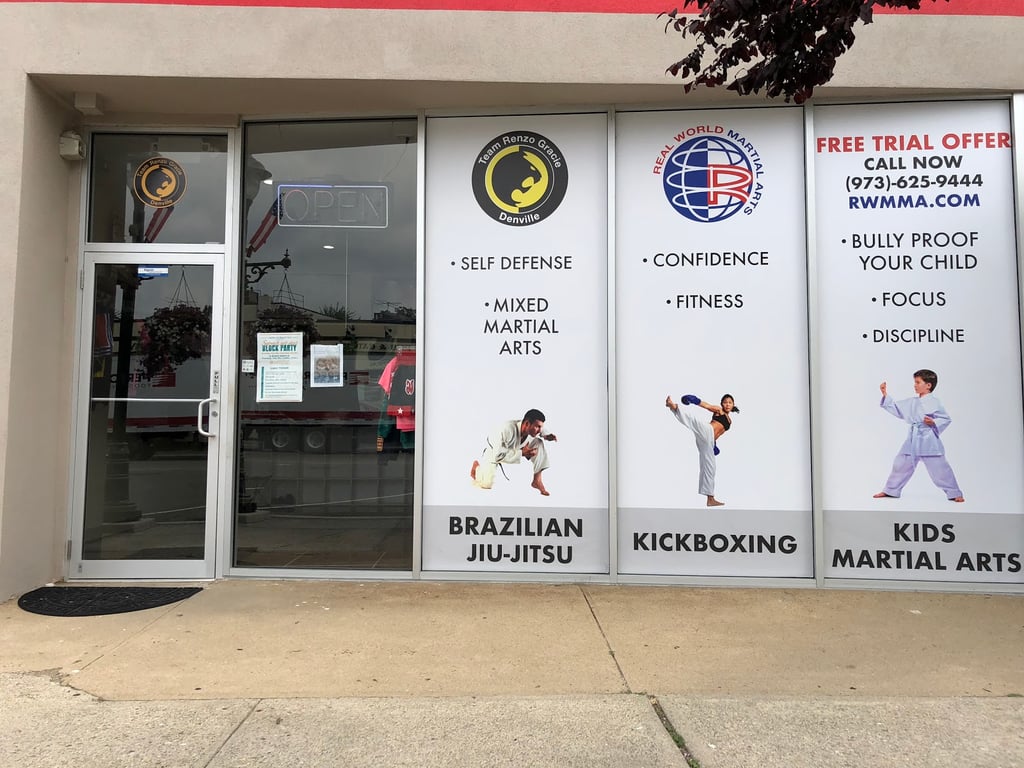 Team Renzo Gracie
Denville
OPEN
PULL
BLOCK PARTY
Team Renzo Gracie
Denville
• SELF DEFENSE
• MIXED
MARTIAL
ARTS
BRAZILIAN
JIU-JITSU
REAL WORLD MARTIAL ARTS
R
• CONFIDENCE
• FITNESS
KICKBOXING
FREE TRIAL OFFER
CALL NOW
(973)-625-9444
RWMMA.COM
• BULLY PROOF
YOUR CHILD
• FOCUS
• DISCIPLINE
KIDS
MARTIAL ARTS